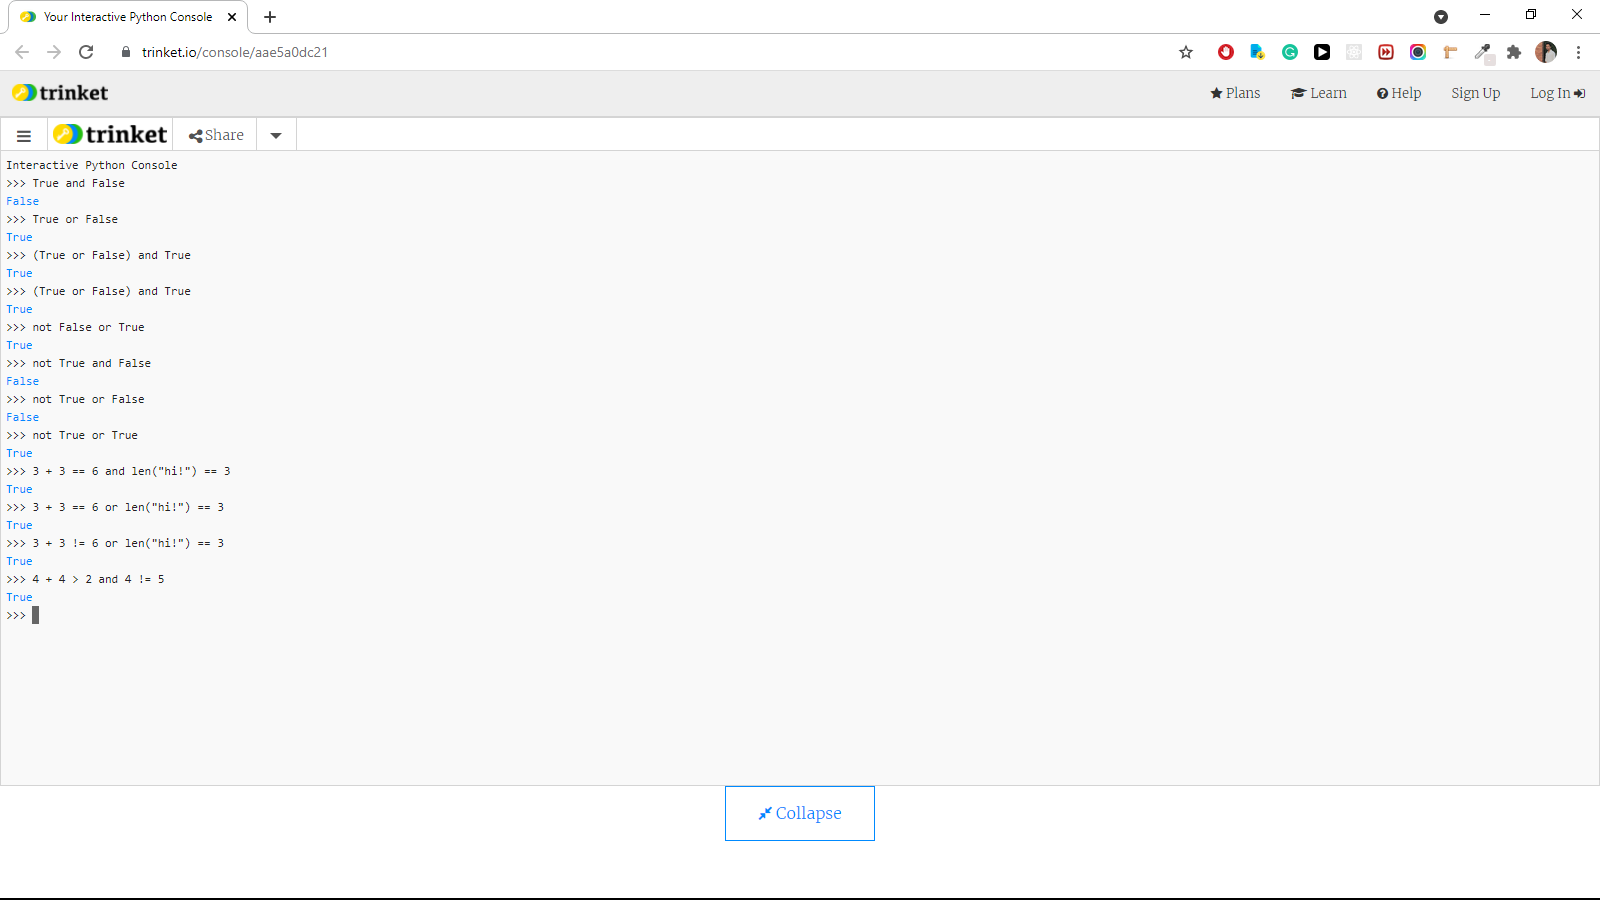 Your Interactive Python Console
trinket.io/console/aae5a0dc21
trinket
Plans Learn Help Sign Up Log In
trinket Share
Interactive Python Console
>>> True and False
False
>>> True or False
True
>>> (True or False) and True
True
>>> (True or False) and True
True
>>> not False or True
True
>>> not True and False
False
>>> not True or False
False
>>> not True or True
True
>>> 3 + 3 == 6 and len("hi!") == 3
True
>>> 3 + 3 == 6 or len("hi!") == 3
True
>>> 3 + 3 != 6 or len("hi!") == 3
True
>>> 4 + 4 > 2 and 4 != 5
True
>>>
Collapse